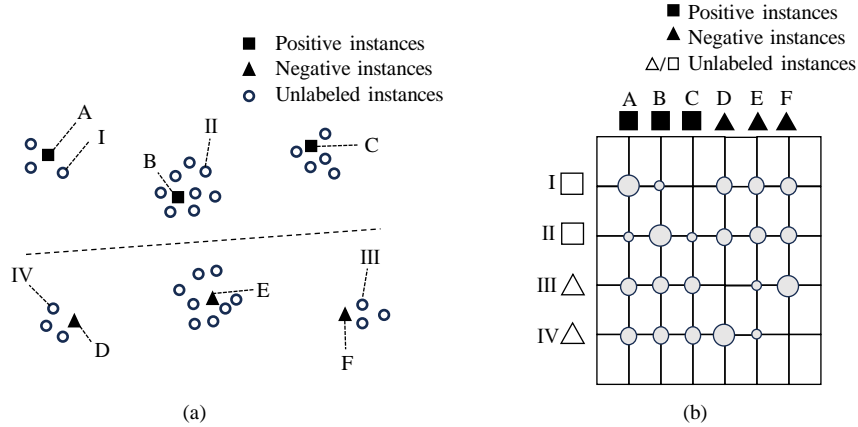 Positive instances
Negative instances
Unlabeled instances
A
I
II
B
C
IV
III
E
D
F
(a)
Positive instances
Negative instances
/ Unlabeled instances
A B C D E F
I
II
III
IV
(b)